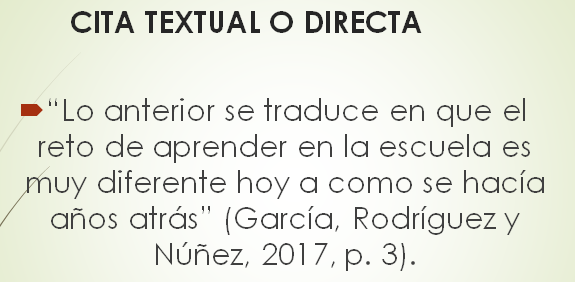 CITA TEXTUAL O DIRECTA
“Lo anterior se traduce en que el
reto de aprender en la escuela es
muy diferente hoy a como se hacía
años atrás” (García, Rodríguez y
Núñez, 2017, p. 3).